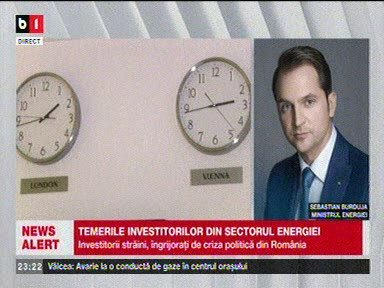 B1
DIRECT
LONDON
VIENNA
SEBASTIAN BURDUJA
MINISTRUL ENERGIEI
NEWS ALERT
TEMERILE INVESTITORILOR DIN SECTORUL ENERGIEI
Investitorii străini, îngrijorați de criza politică din România
23:22 Vâlcea: Avarie la o conductă de gaze în centrul orașului